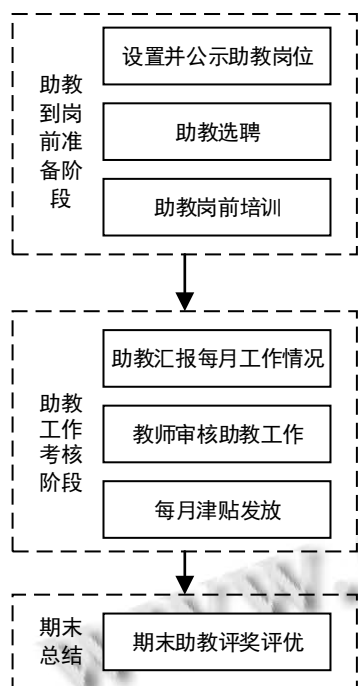 助教
到岗
前准
备阶
段
设置并公示助教岗位
助教选聘
助教岗前培训
助教
工作
考核
阶段
助教汇报每月工作情况
教师审核助教工作
每月津贴发放
期末
总结
期末助教评奖评优
www.